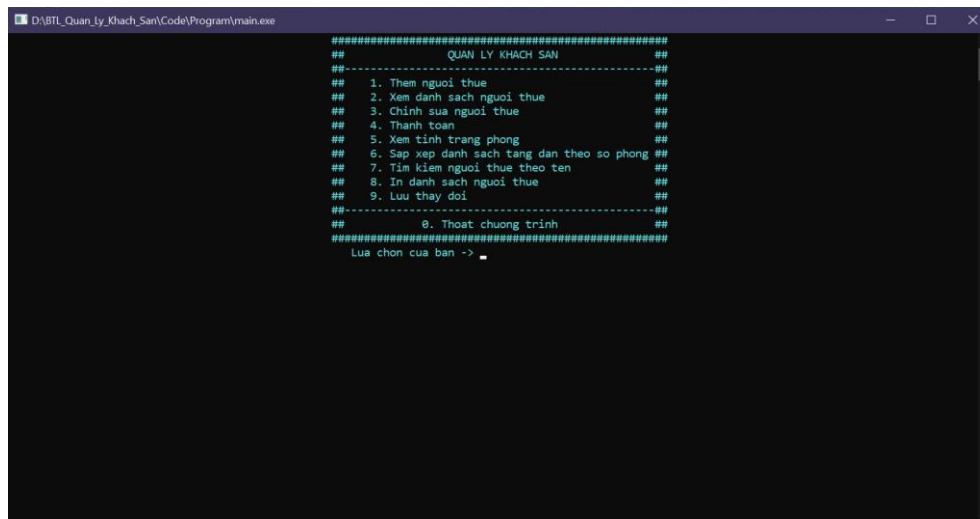 D:\BTL_Quan_Ly_Khach_San\Code\Program\main.exe
####################################################
## QUAN LY KHACH SAN ##
##------------------------------------------------##
## 1. Them nguoi thue ##
## 2. Xem danh sach nguoi thue ##
## 3. Chinh sua nguoi thue ##
## 4. Thanh toan ##
## 5. Xem tinh trang phong ##
## 6. Sap xep danh sach tang dan theo so phong ##
## 7. Tim kiem nguoi thue theo ten ##
## 8. In danh sach nguoi thue ##
## 9. Luu thay doi ##
##------------------------------------------------##
## 0. Thoat chuong trinh ##
####################################################
Lua chon cua ban -> _